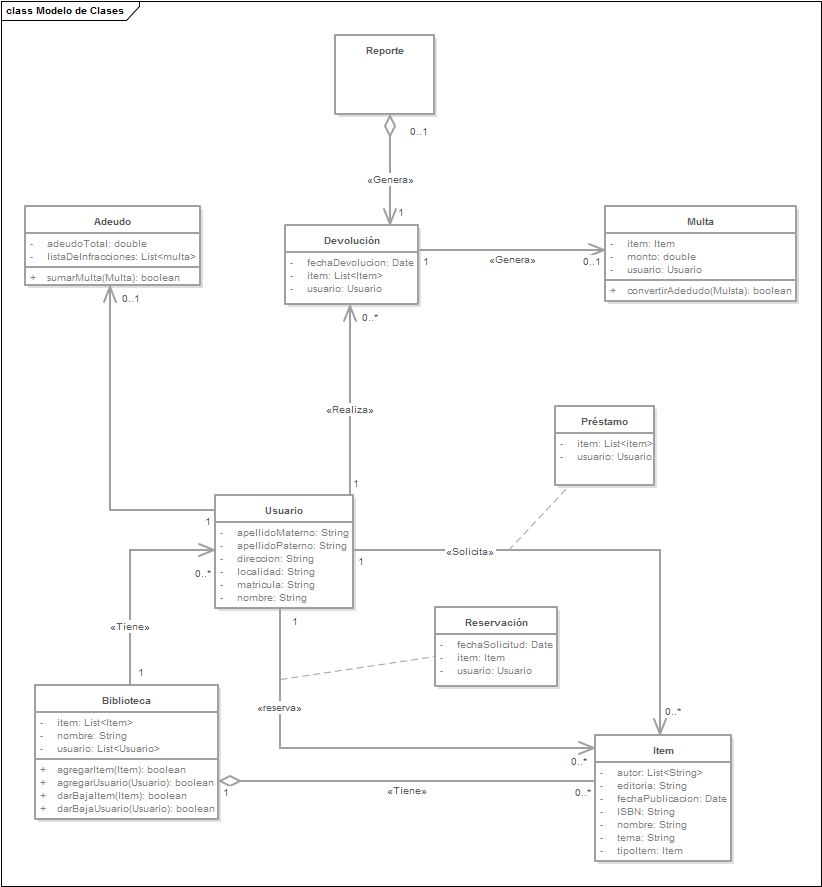 class Modelo de Clases
Reporte
0..1
«Genera»
1
Adeudo
- adeudoTotal: double
- listaDeInfracciones: List<multa>
+ sumarMulta(Multa): boolean
0..1
Devolución
- fechaDevolucion: Date
- item: List<Item>
- usuario: Usuario
1
«Genera»
0..1
Multa
- item: Item
- monto: double
- usuario: Usuario
+ convertirAdedudo(Mulsta): boolean
0..*
«Realiza»
1
Préstamo
- item: List<item>
- usuario: Usuario
Usuario
- apellidoMaterno: String
- apellidoPaterno: String
- direccion: String
- localidad: String
- matricula: String
- nombre: String
1
0..*
1
«Solicita»
1
Reservación
- fechaSolicitud: Date
- item: Item
- usuario: Usuario
«Tiene»
1
«reserva»
0..*
0..*
Biblioteca
- item: List<Item>
- nombre: String
- usuario: List<Usuario>
+ agregarItem(Item): boolean
+ agregarUsuario(Usuario): boolean
+ darBajaItem(Item): boolean
+ darBajaUsuario(Usuario): boolean
1
«Tiene»
0..*
Item
- autor: List<String>
- editoria: String
- fechaPublicacion: Date
- ISBN: String
- nombre: String
- tema: String
- tipoItem: Item